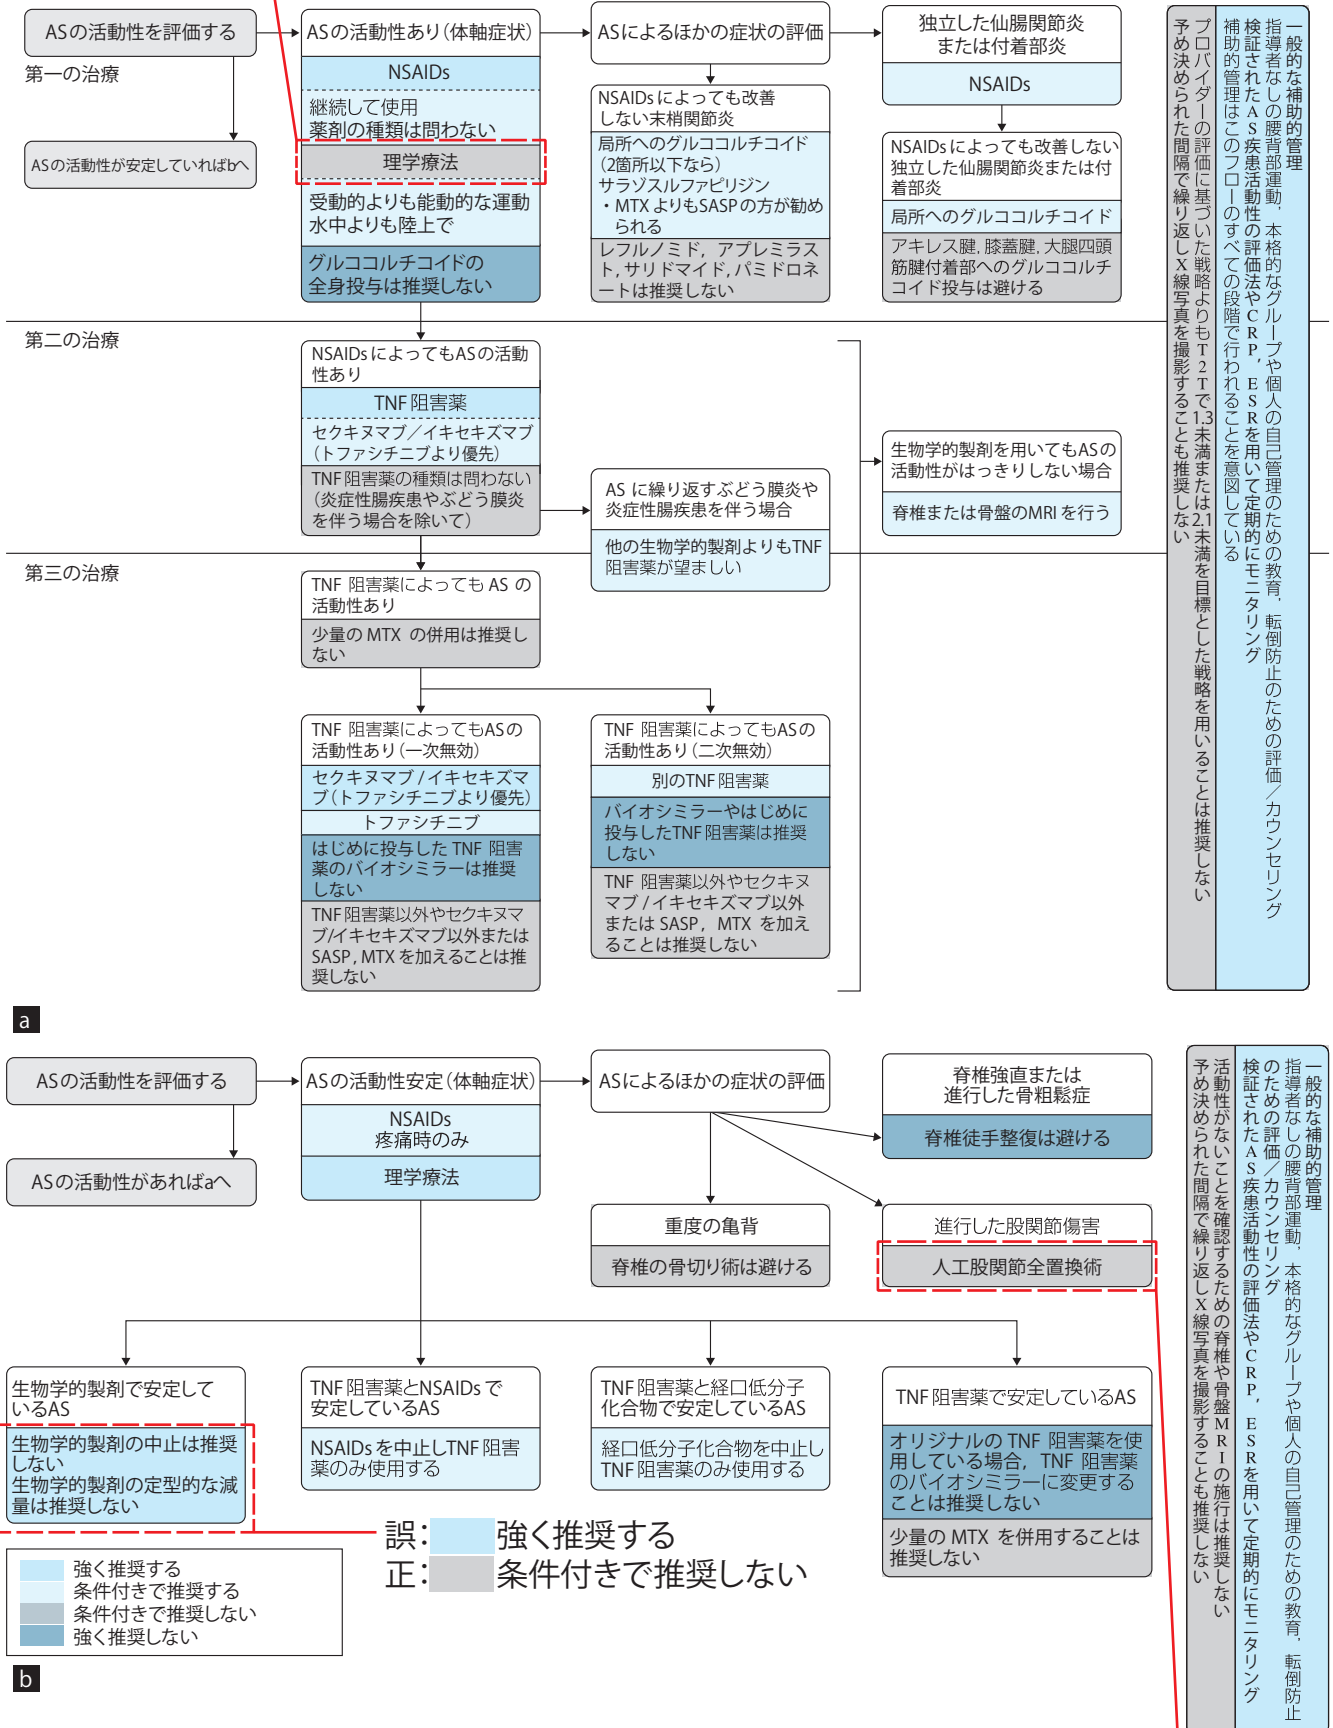 ASの活動性を評価する
ASの活動性あり（体軸症状）
ASによるほかの症状の評価
独立した仙腸関節炎
または付着部炎
NSAIDs
第一の治療
ASの活動性が安定していればbへ
NSAIDs
継続して使用
薬剤の種類は問わない
理学療法
受動的よりも能動的な運動
水中よりも陸上で
グルココルチコイドの
全身投与は推奨しない
NSAIDsによっても改善
しない末梢関節炎
局所へのグルココルチコイド
（2箇所以下なら）
サラゾスルファピリジン
・MTXよりもSASPの方が勧め
られる
レフルノミド，アプレミラス
ト，サリドマイド，パミドロネ
ートは推奨しない
NSAIDsによっても改善しない
独立した仙腸関節炎または付
着部炎
局所へのグルココルチコイド
アキレス腱，膝蓋腱，大腿四頭
筋腱付着部へのグルココルチ
コイド投与は避ける
第二の治療
NSAIDsによってもASの活動
性あり
TNF阻害薬
セクキヌマブ／イキセキズマブ
（トファシチニブより優先）
TNF阻害薬の種類は問わない
（炎症性腸疾患やぶどう膜炎
を伴う場合を除いて）
ASに繰り返すぶどう膜炎や
炎症性腸疾患を伴う場合
他の生物学的製剤よりもTNF
阻害薬が望ましい
生物学的製剤を用いてもASの
活動性がはっきりしない場合
脊椎または骨盤のMRIを行う
第三の治療
TNF阻害薬によってもASの
活動性あり
少量のMTXの併用は推奨し
ない
TNF阻害薬によってもASの
活動性あり（一次無効）
セクキヌマブ/イキセキズマ
ブ（トファシチニブより優先）
トファシチニブ
はじめに投与したTNF阻害
薬のバイオシミラーは推奨
しない
TNF阻害薬以外やセクキヌマ
ブ/イキセキズマブ以外または
SASP，MTXを加えることは推
奨しない
TNF阻害薬によってもASの
活動性あり（二次無効）
別のTNF阻害薬
バイオシミラーやはじめに
投与したTNF阻害薬は推奨
しない
TNF阻害薬以外やセクキヌ
マブ/イキセキズマブ以外
またはSASP，MTXを加え
ることは推奨しない
一般的な補助的管理
指導者なしの腰背部運動，本格的なグループや個人の自己管理のための教育，転倒防止のための評価／カウンセリング
検証されたAS疾患活動性の評価法やCRP，ESRを用いて定期的にモニタリング
補助的管理はこのフローのすべての段階で行われることを意図している
プロバイダーの評価に基づいた戦略よりもT2Tで1.3未満または2.1未満を目標とした戦略を用いることは推奨しない
予め決められた間隔で繰り返しX線写真を撮影することも推奨しない
a
ASの活動性を評価する
ASの活動性安定（体軸症状）
ASによるほかの症状の評価
脊椎強直または
進行した骨粗鬆症
脊椎徒手整復は避ける
ASの活動性があればaへ
NSAIDs
疼痛時のみ
理学療法
重度の亀背
脊椎の骨切り術は避ける
進行した股関節傷害
人工股関節全置換術
生物学的製剤で安定して
いるAS
生物学的製剤の中止は推奨
しない
生物学的製剤の定型的な減
量は推奨しない
TNF阻害薬とNSAIDsで
安定しているAS
NSAIDsを中止しTNF阻害
薬のみ使用する
TNF阻害薬と経口低分子
化合物で安定しているAS
経口低分子化合物を中止し
TNF阻害薬のみ使用する
TNF阻害薬で安定しているAS
オリジナルのTNF阻害薬を使
用している場合，TNF阻害薬
のバイオシミラーに変更する
ことは推奨しない
少量のMTXを併用することは
推奨しない
一般的な補助的管理
指導者なしの腰背部運動，本格的なグループや個人の自己管理のための教育，転倒防止
のための評価／カウンセリング
検証されたAS疾患活動性の評価法やCRP，ESRを用いて定期的にモニタリング
活動性がないことを確認するための脊椎や骨盤MRIの施行は推奨しない
予め決められた間隔で繰り返しX線写真を撮影することも推奨しない
誤：強く推奨する
正：条件付きで推奨しない
強く推奨する
条件付きで推奨する
条件付きで推奨しない
強く推奨しない
b